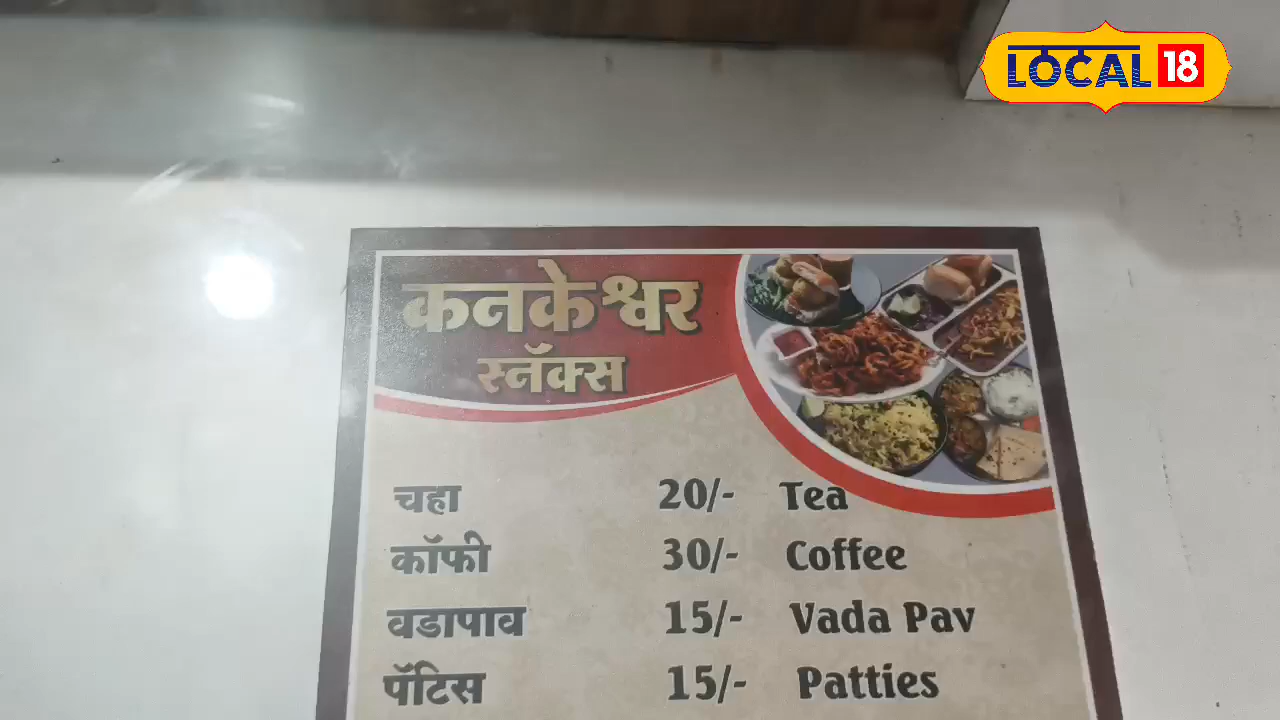 LOCAL 18
कनकेश्वर
स्नॅक्स
चहा 20/- Tea
कॉफी 30/- Coffee
वडापाव 15/- Vada Pav
पॅटिस 15/- Patties